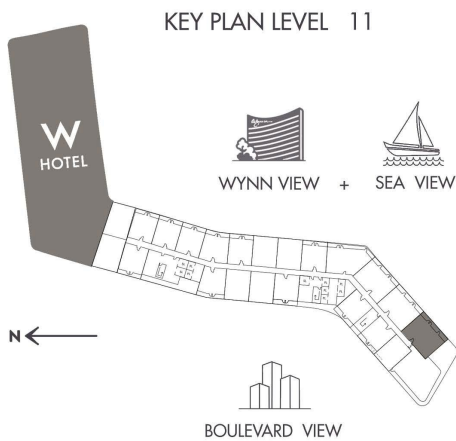 KEY PLAN LEVEL 11
W
HOTEL
WYNN VIEW + SEA VIEW
N
BOULEVARD VIEW